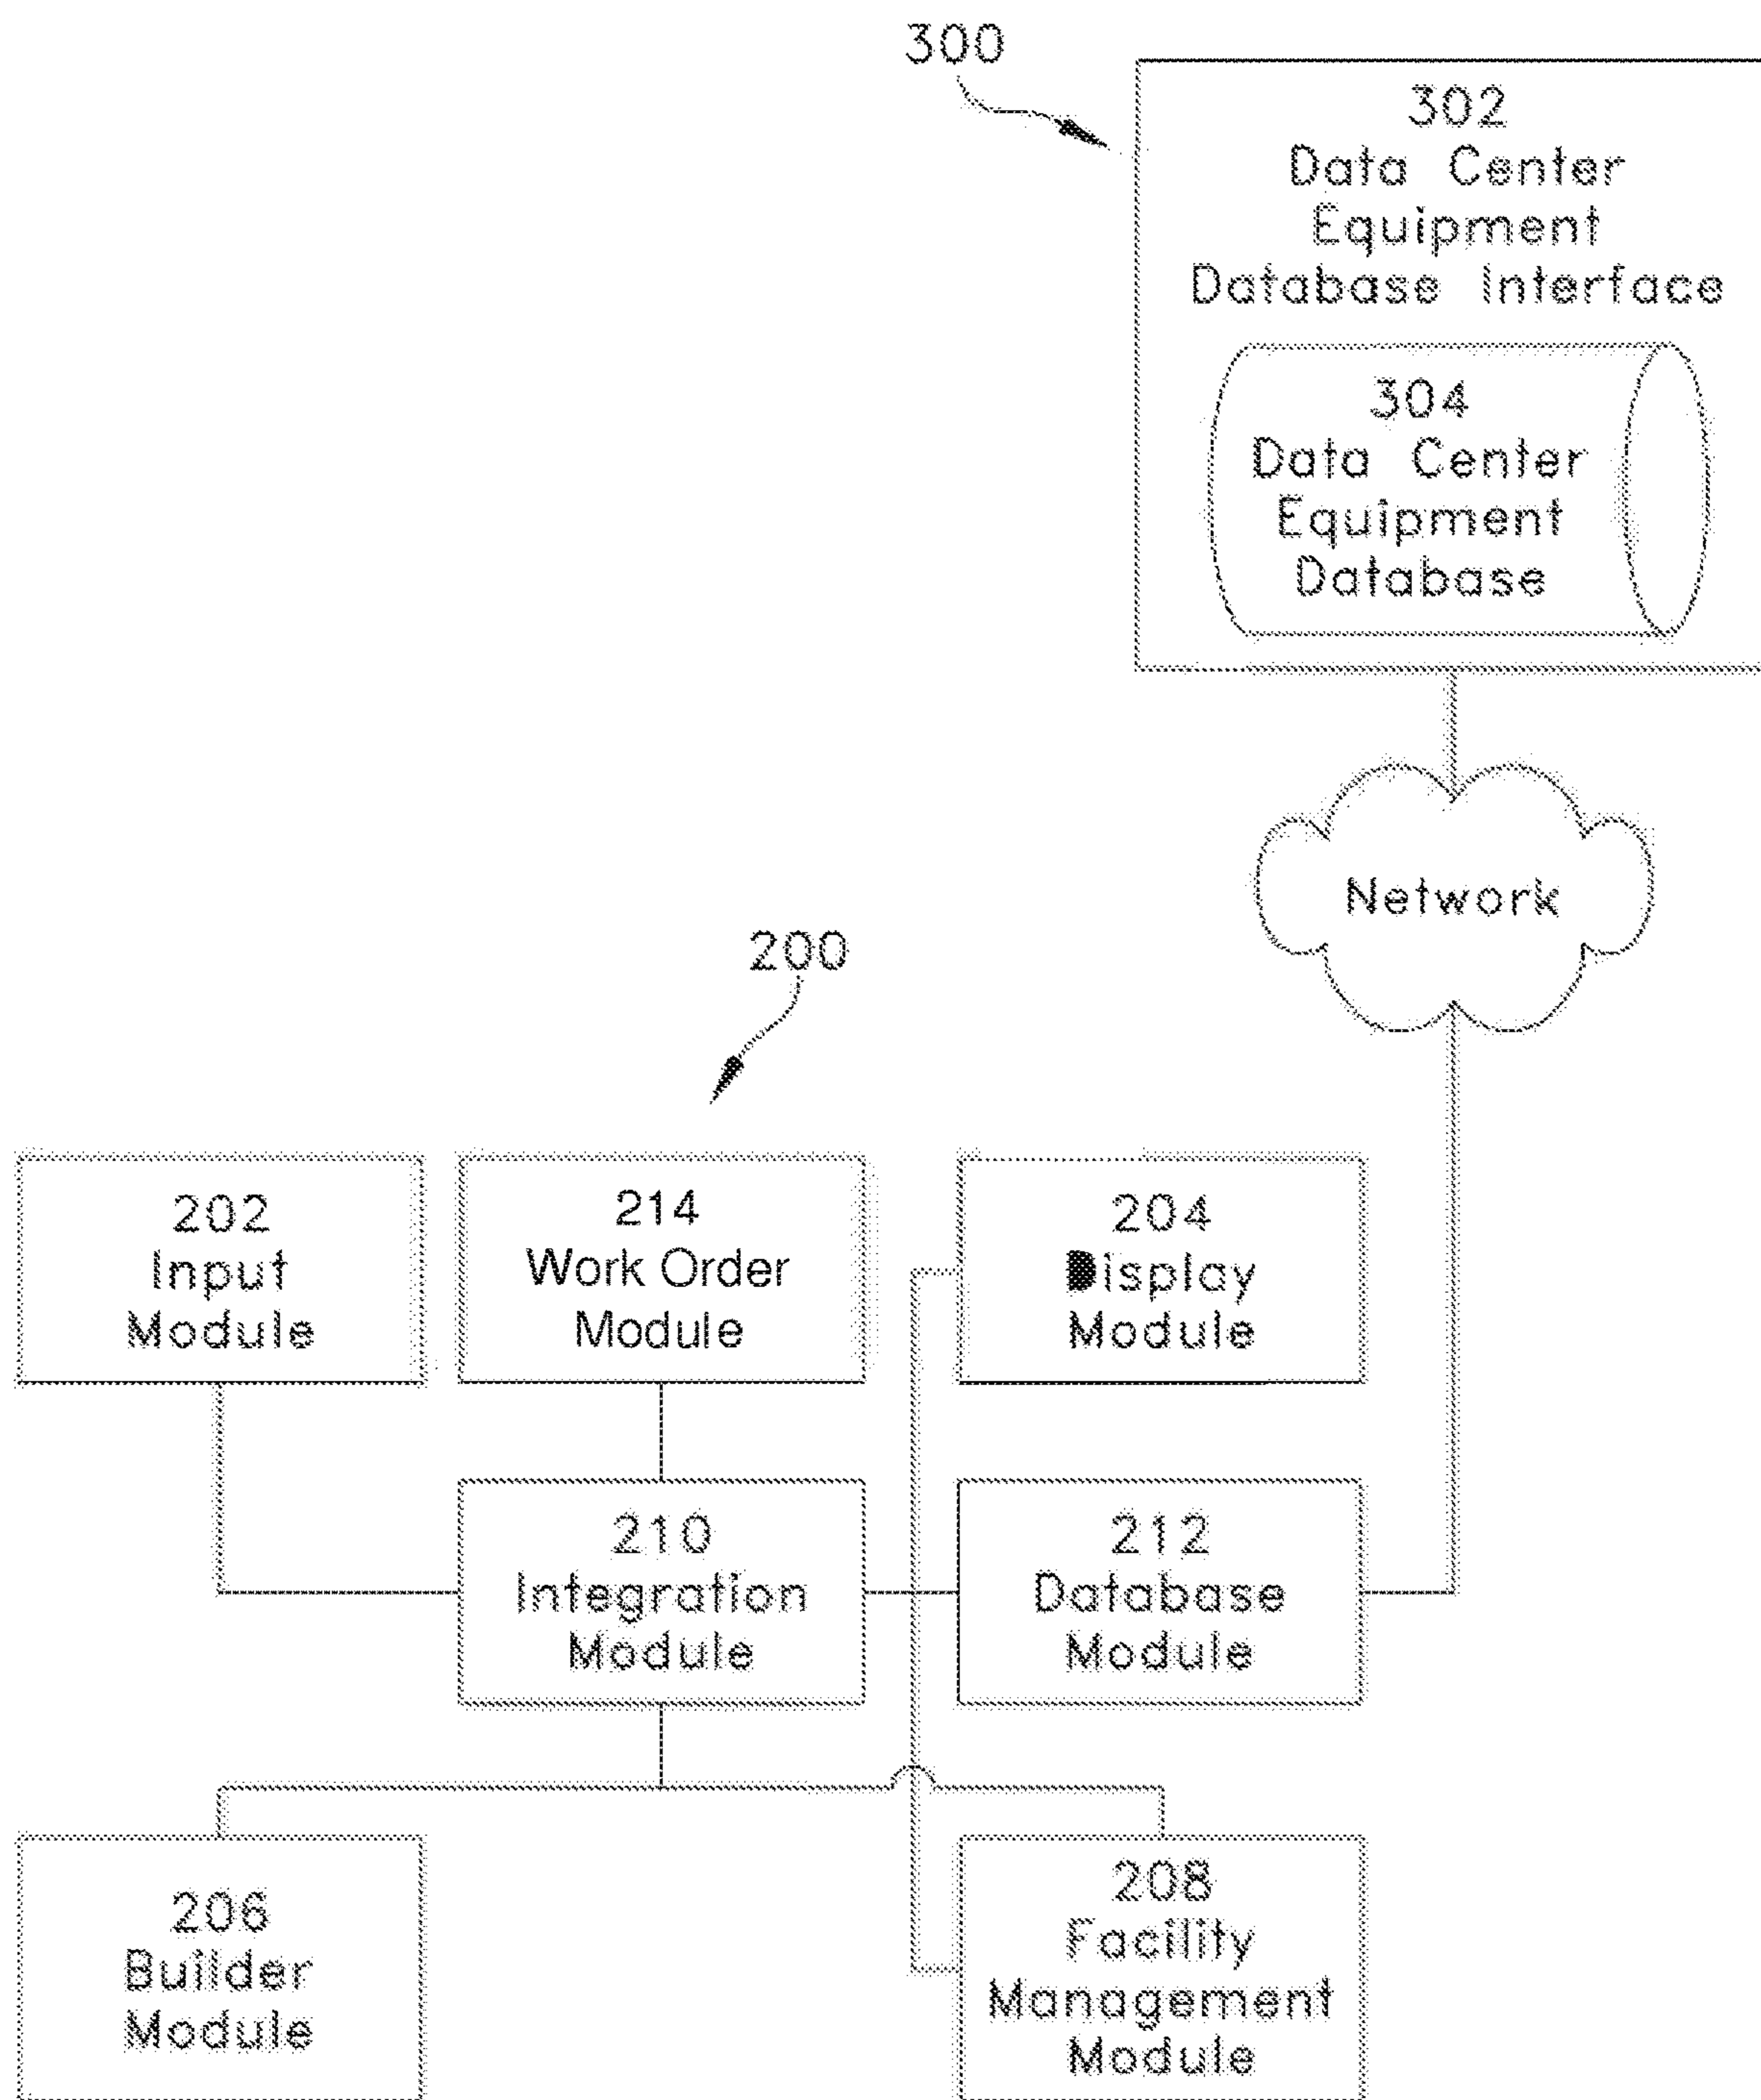 300
302
Data Center
Equipment
Database Interface
304
Data Center
Equipment
Database
Network
200
202
Input
Module
214
Work Order
Module
204
Display
Module
210
Integration
Module
212
Database
Module
206
Builder
Module
208
Facility
Management
Module